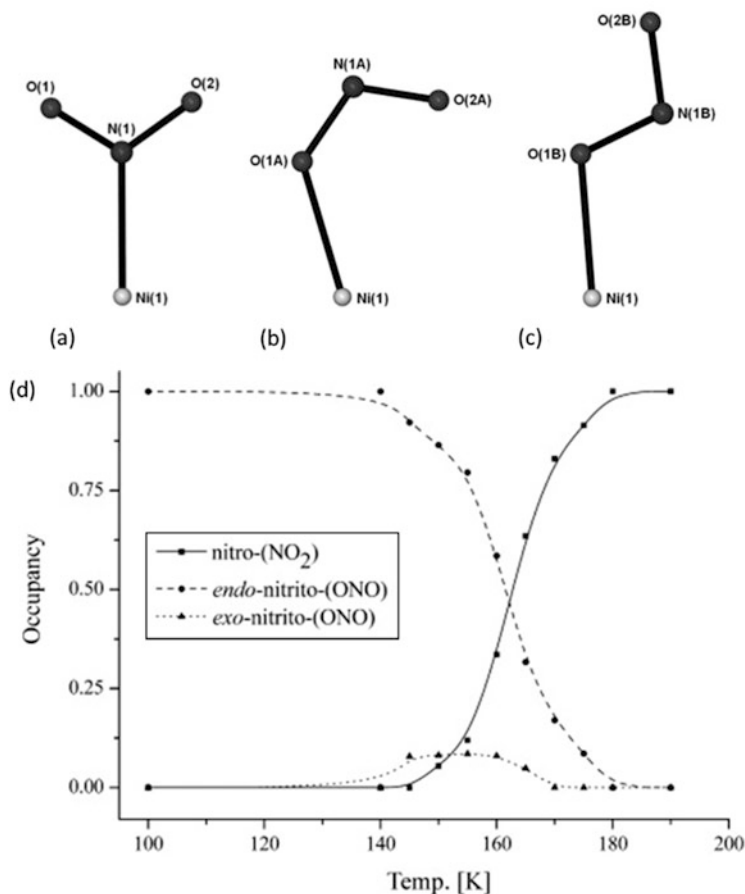 O(1)
O(2)
N(1)
Ni(1)
(a)
N(1A)
O(2A)
O(1A)
Ni(1)
(b)
O(2B)
N(1B)
O(1B)
Ni(1)
(c)
(d)
Occupancy
1.00
0.75
0.50
0.25
0.00
nitro-(NO₂)
endo-nitrito-(ONO)
exo-nitrito-(ONO)
100 120 140 160 180 200
Temp. [K]